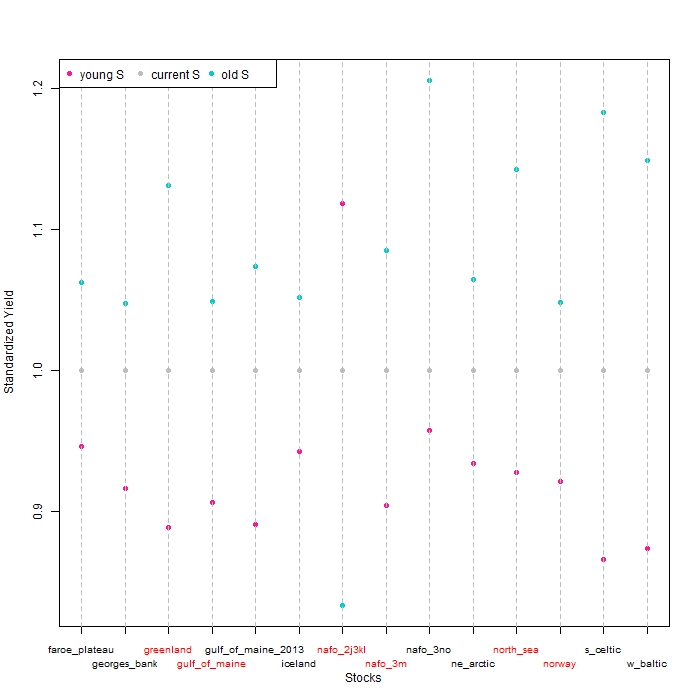 young S current S old S
1.2
1.1
1.0
0.9
Standardized Yield
faroe_plateau greenland gulf_of_maine_2013 nafo_2j3kl nafo_3no north_sea s_celtic
georges_bank gulf_of_maine iceland nafo_3m ne_arctic norway w_baltic
Stocks